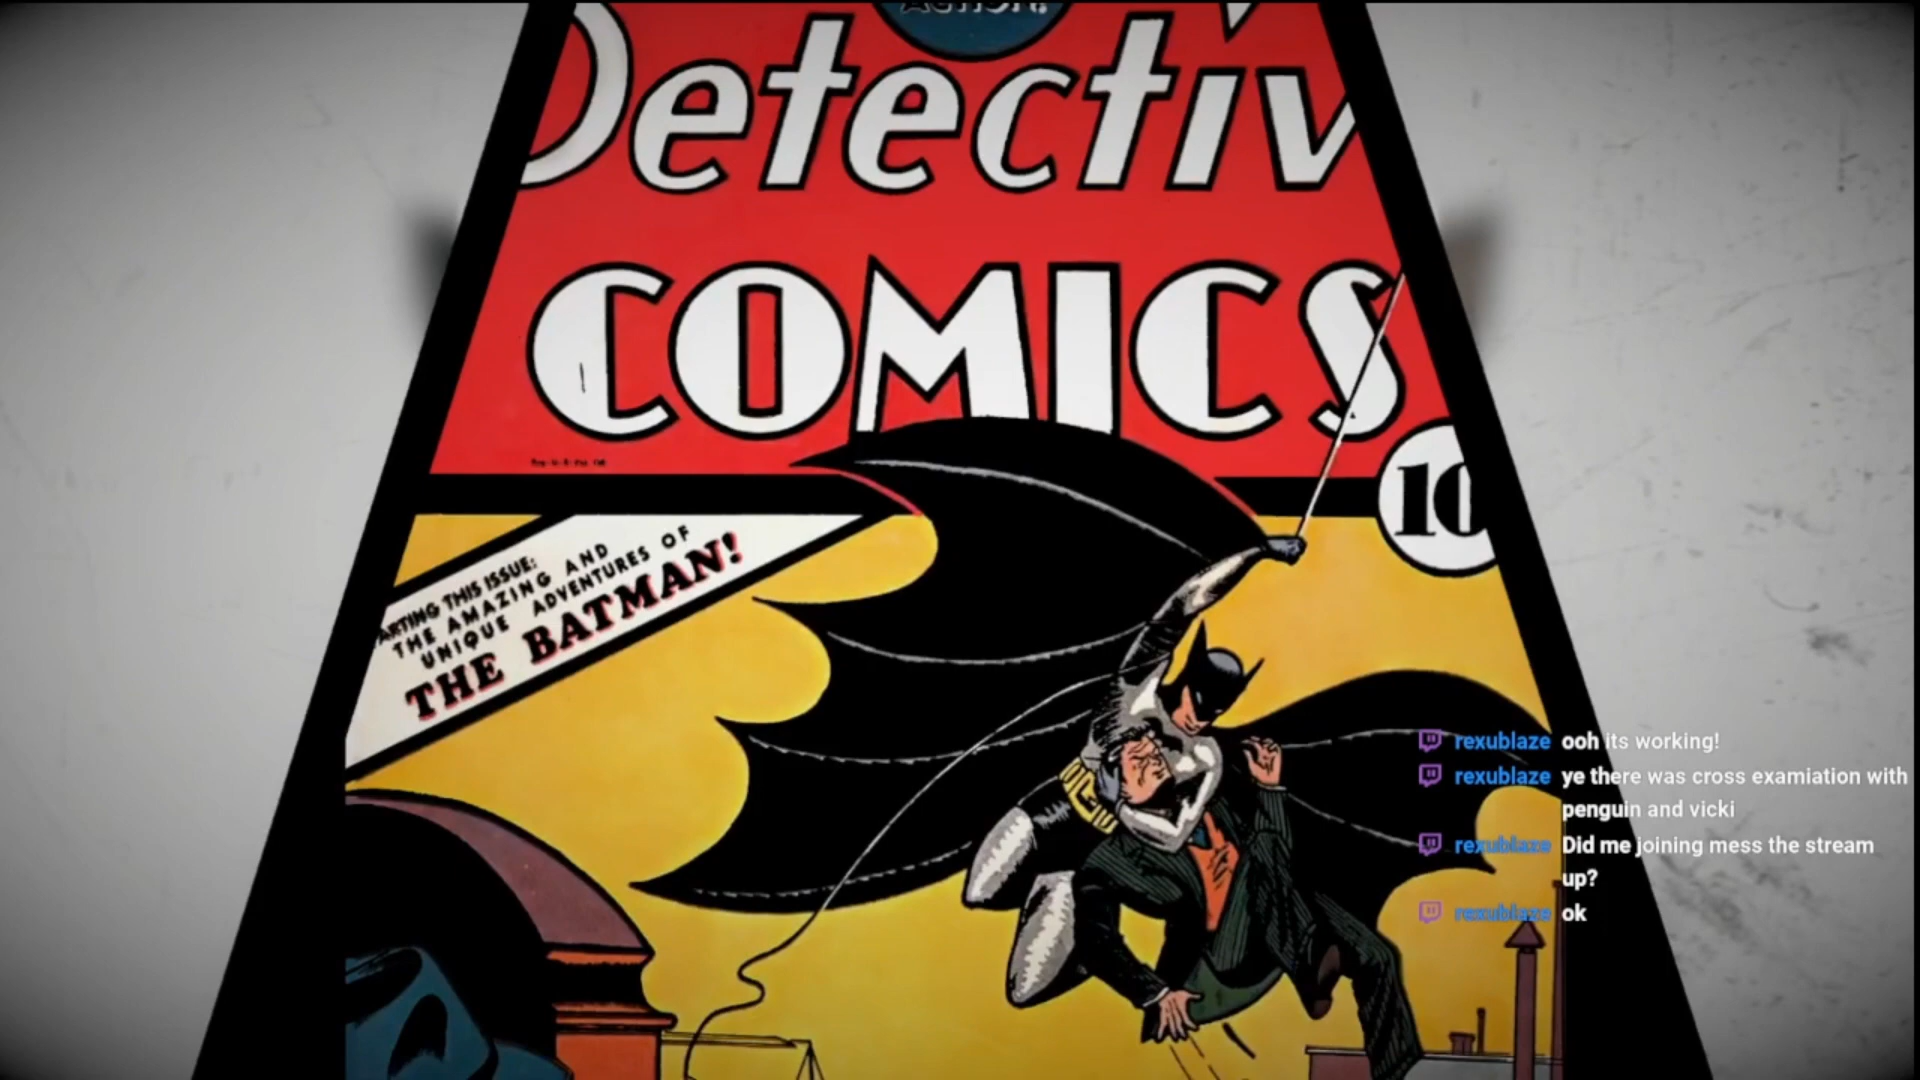 ACTION!
Detectiv
COMICS
10
ARTING THIS ISSUE:
THE AMAZING AND
UNIQUE ADVENTURES OF
THE BATMAN!
rexublaze ooh its working!
rexublaze ye there was cross examiation with
penguin and vicki
rexublaze Did me joining mess the stream
up?
rexublaze ok